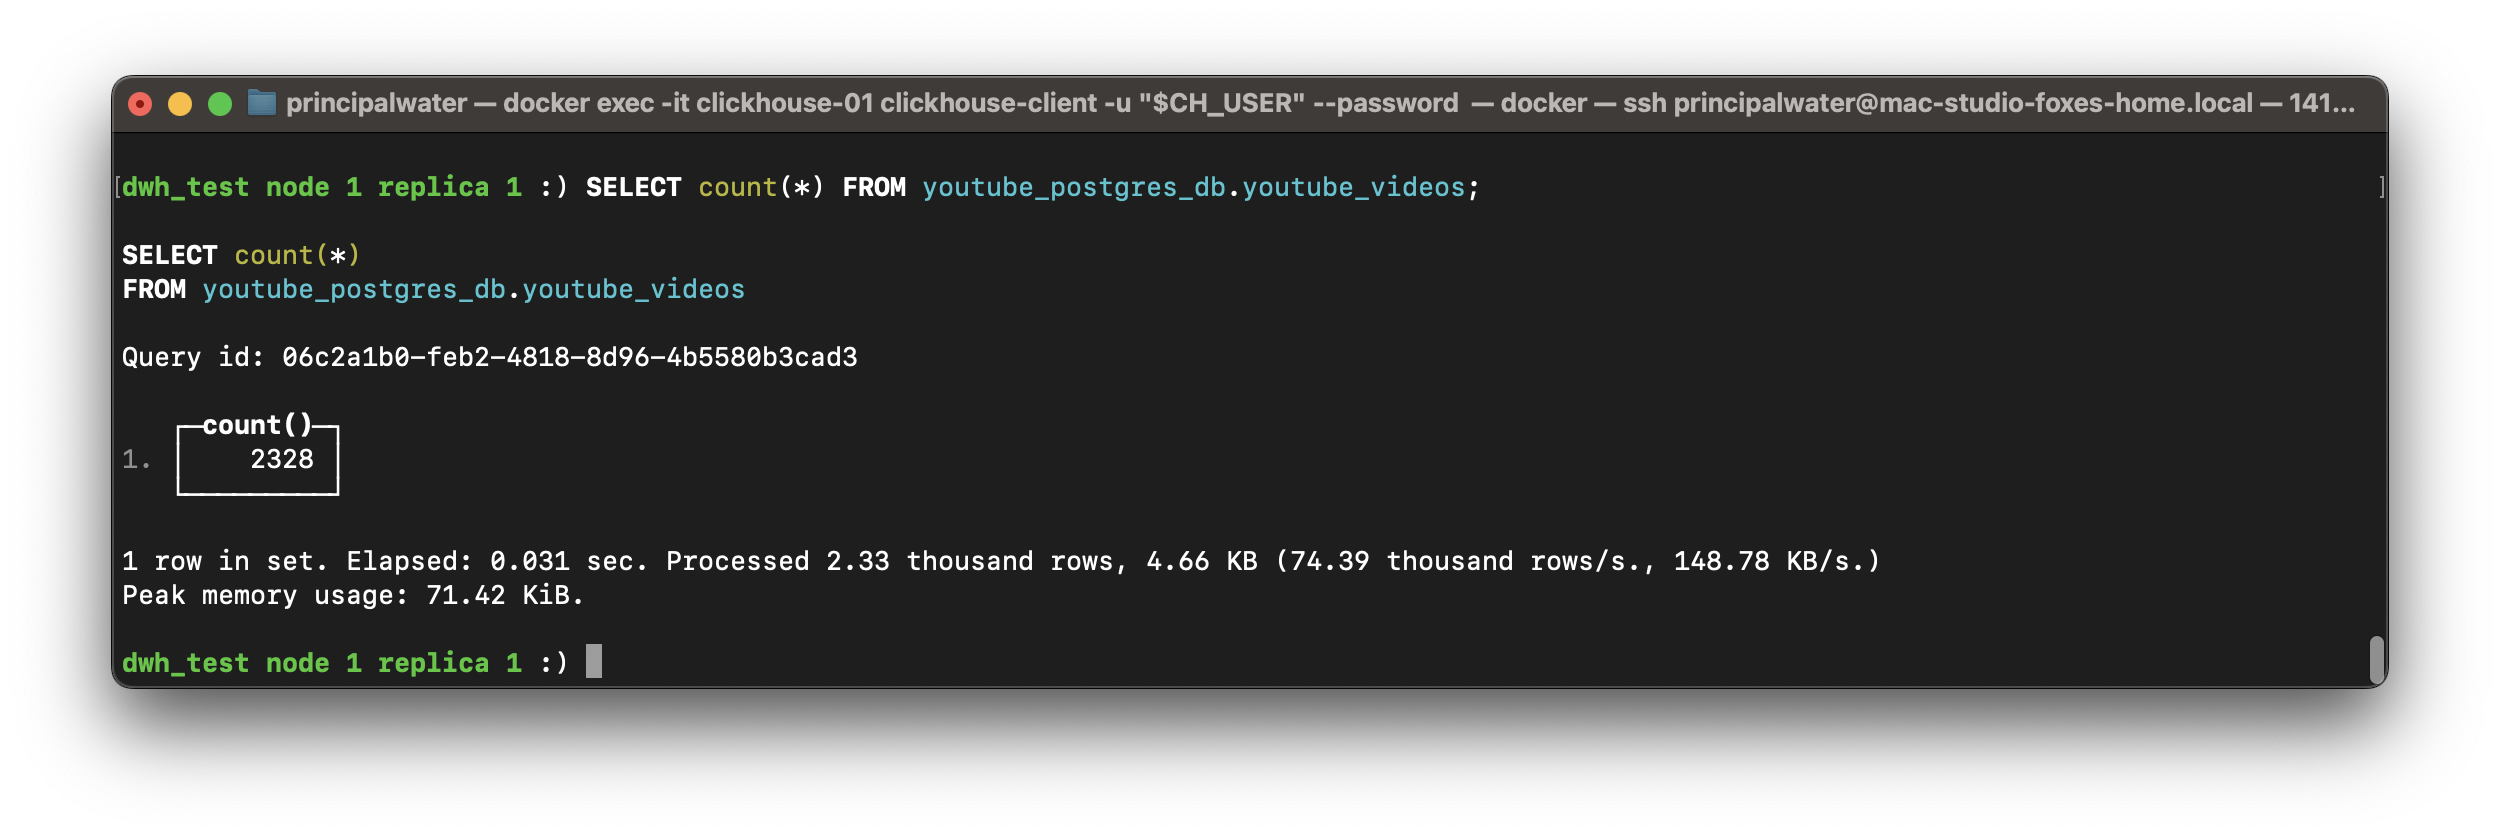 principalwater — docker exec -it clickhouse-01 clickhouse-client -u "$CH_USER" --password — docker — ssh principalwater@mac-studio-foxes-home.local — 141...
[dwh_test node 1 replica 1 :) SELECT count(*) FROM youtube_postgres_db.youtube_videos; ]
SELECT count(*)
FROM youtube_postgres_db.youtube_videos
Query id: 06c2a1b0-feb2-4818-8d96-4b5580b3cad3
count()
1. 2328
1 row in set. Elapsed: 0.031 sec. Processed 2.33 thousand rows, 4.66 KB (74.39 thousand rows/s., 148.78 KB/s.)
Peak memory usage: 71.42 KiB.
dwh_test node 1 replica 1 :)